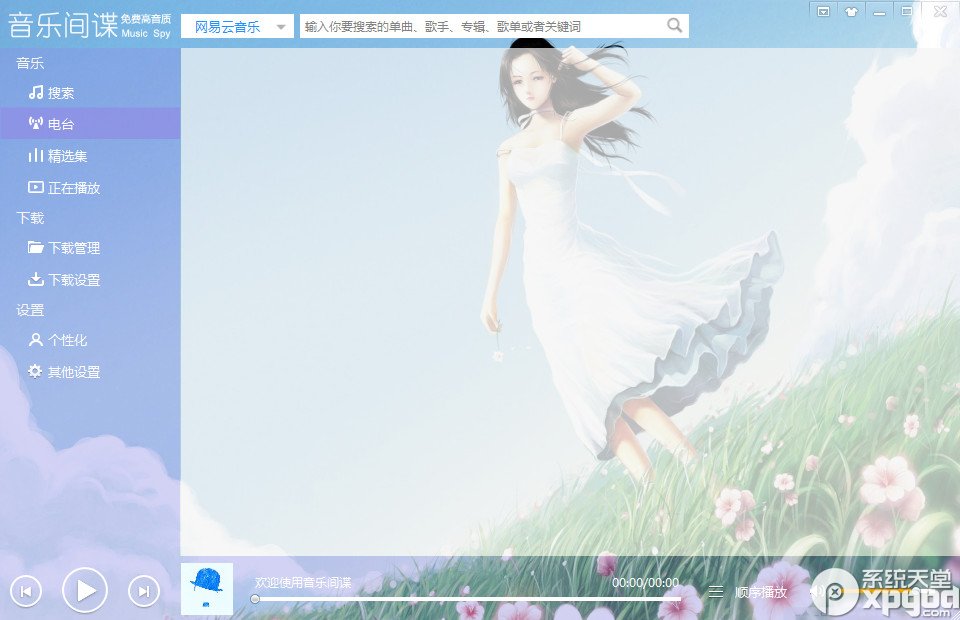 音乐间谍 免费高音质
Music Spy
网易云音乐
输入你要搜索的单曲、歌手、专辑、歌单或者关键词
音乐
搜索
电台
精选集
正在播放
下载
下载管理
下载设置
设置
个性化
其他设置
欢迎使用音乐间谍
00:00/00:00
顺序播放
系统天堂
xpgod